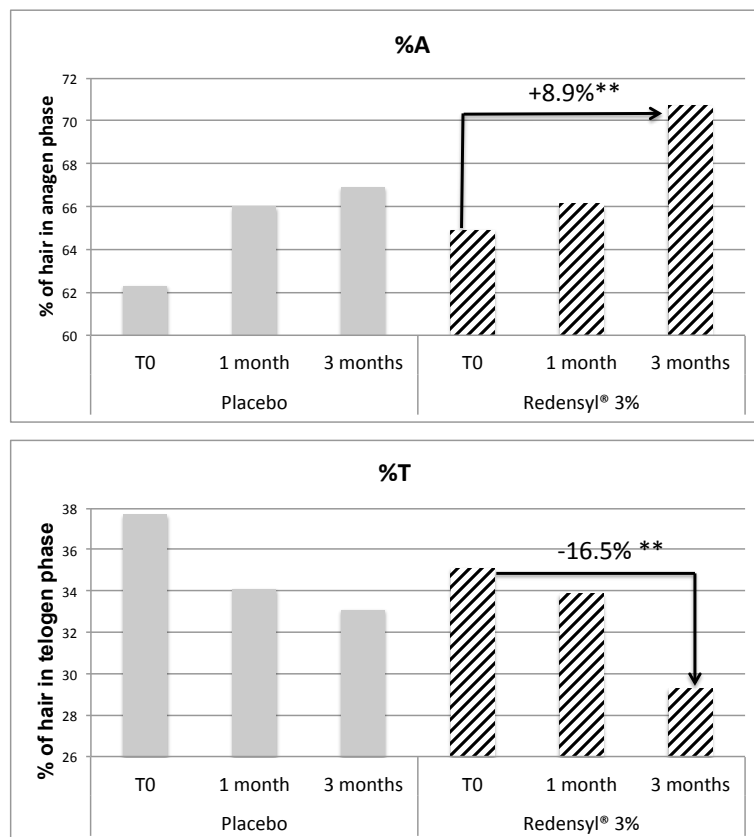 %A
% of hair in anagen phase
72
70
68
66
64
62
60
+8.9%**
T0 1 month 3 months T0 1 month 3 months
Placebo Redensyl® 3%
%T
% of hair in telogen phase
38
36
34
32
30
28
26
-16.5% **
T0 1 month 3 months T0 1 month 3 months
Placebo Redensyl® 3%